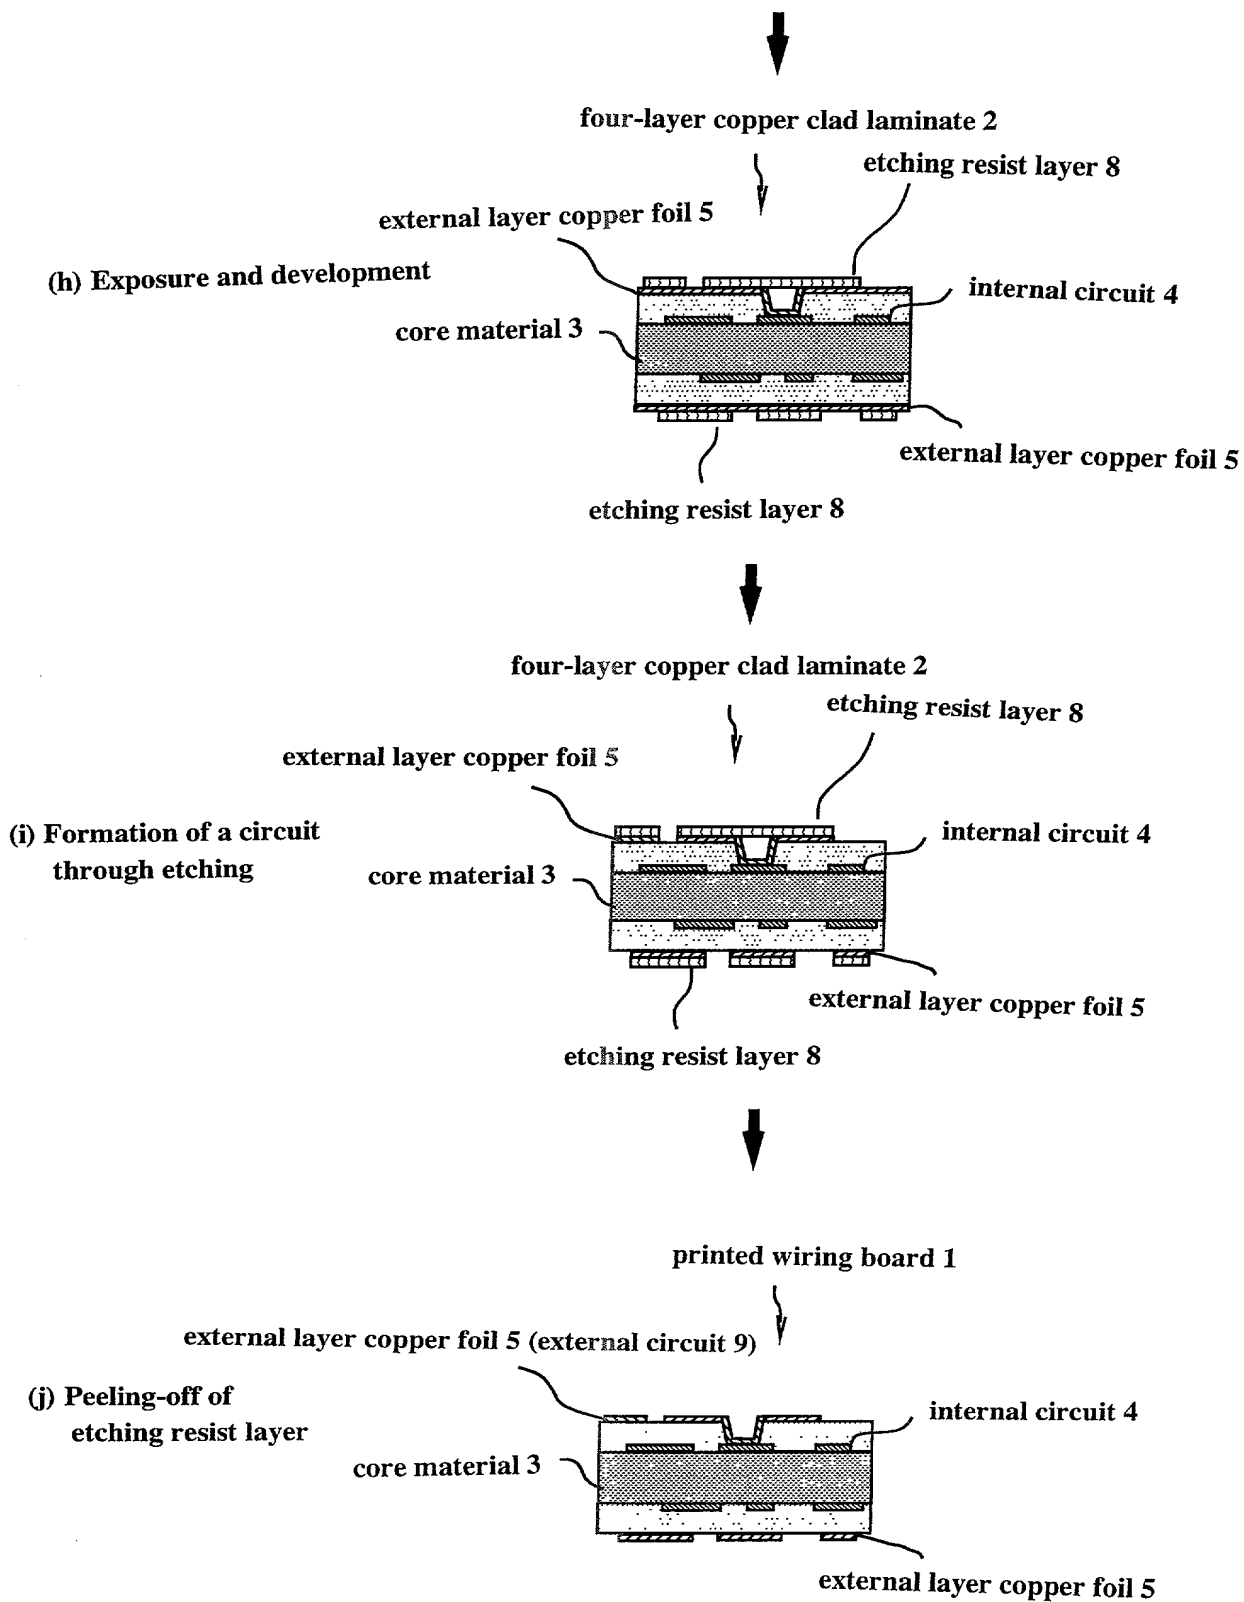 four-layer copper clad laminate 2
etching resist layer 8
external layer copper foil 5
(h) Exposure and development
internal circuit 4
core material 3
external layer copper foil 5
etching resist layer 8
four-layer copper clad laminate 2
etching resist layer 8
external layer copper foil 5
(i) Formation of a circuit
through etching
internal circuit 4
core material 3
external layer copper foil 5
etching resist layer 8
printed wiring board 1
external layer copper foil 5 (external circuit 9)
(j) Peeling-off of
etching resist layer
internal circuit 4
core material 3
external layer copper foil 5